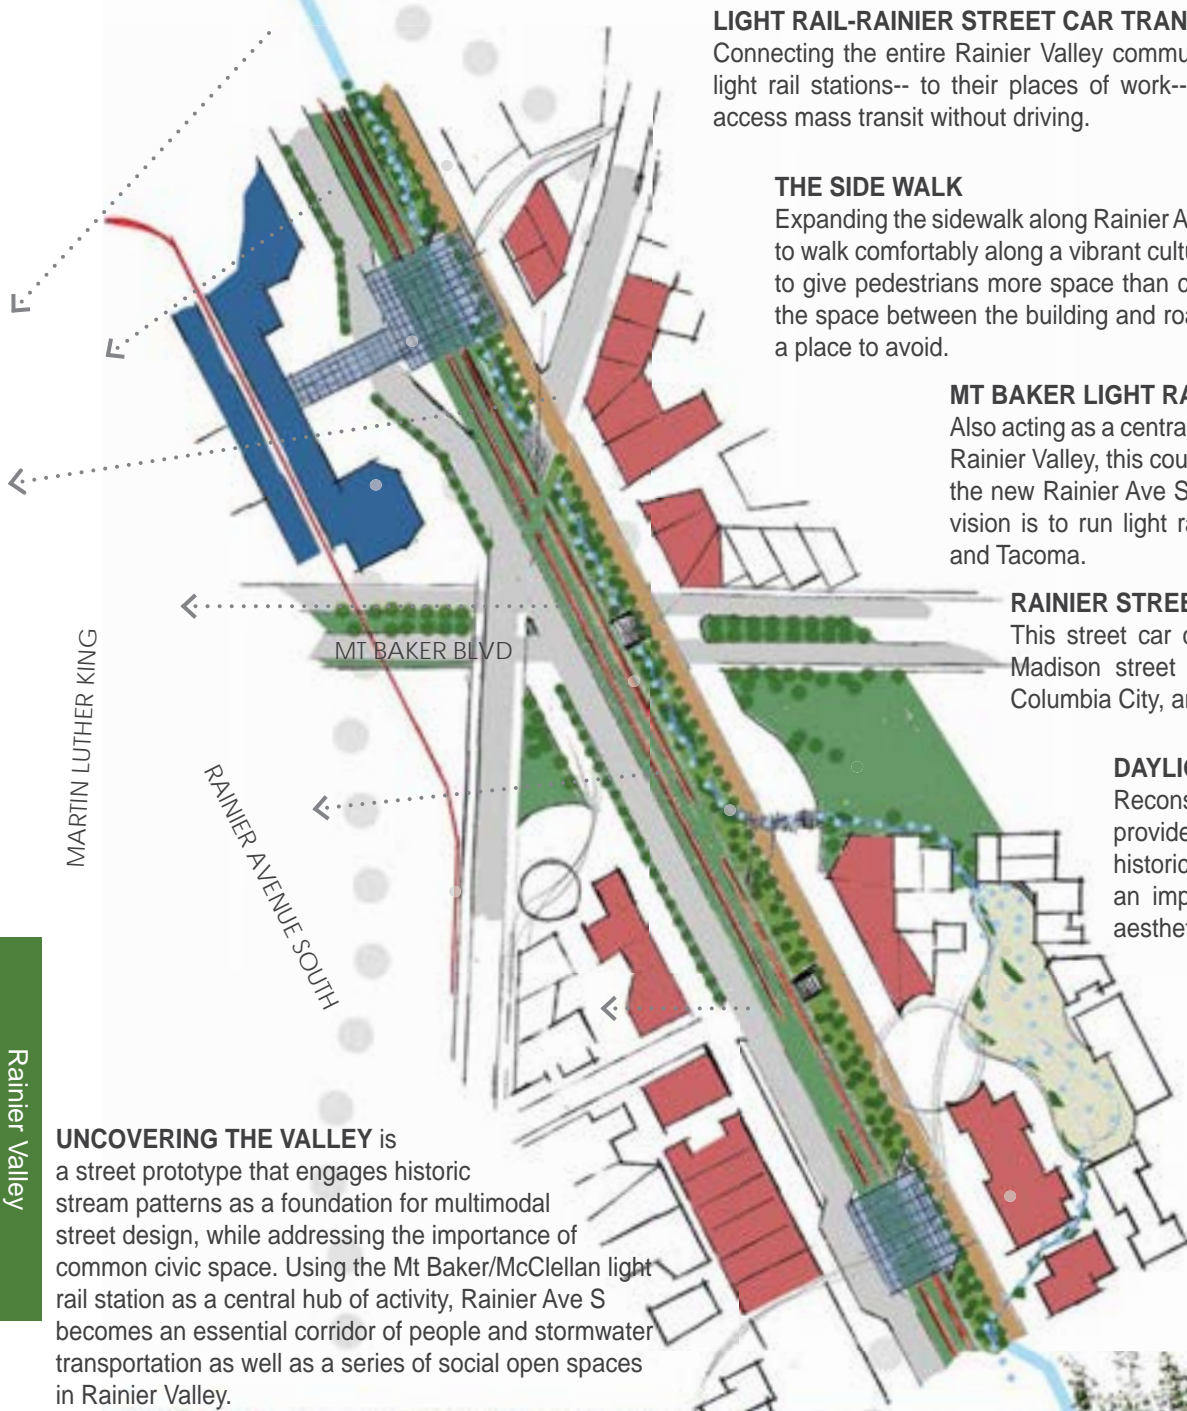 LIGHT RAIL-RAINIER STREET CAR TRAN
Connecting the entire Rainier Valley commu
light rail stations-- to their places of work--
access mass transit without driving.
THE SIDE WALK
Expanding the sidewalk along Rainier A
to walk comfortably along a vibrant cultu
to give pedestrians more space than c
the space between the building and roa
a place to avoid.
MT BAKER LIGHT RA
Also acting as a central
Rainier Valley, this cou
the new Rainier Ave S
vision is to run light ra
and Tacoma.
RAINIER STREE
This street car c
Madison street
Columbia City, a
DAYLIG
Recons
provide
historic
an imp
aesthet
MT BAKER BLVD
MARTIN LUTHER KING
RAINIER AVENUE SOUTH
Rainier Valley
UNCOVERING THE VALLEY is
a street prototype that engages historic
stream patterns as a foundation for multimodal
street design, while addressing the importance of
common civic space. Using the Mt Baker/McClellan light
rail station as a central hub of activity, Rainier Ave S
becomes an essential corridor of people and stormwater
transportation as well as a series of social open spaces
in Rainier Valley.